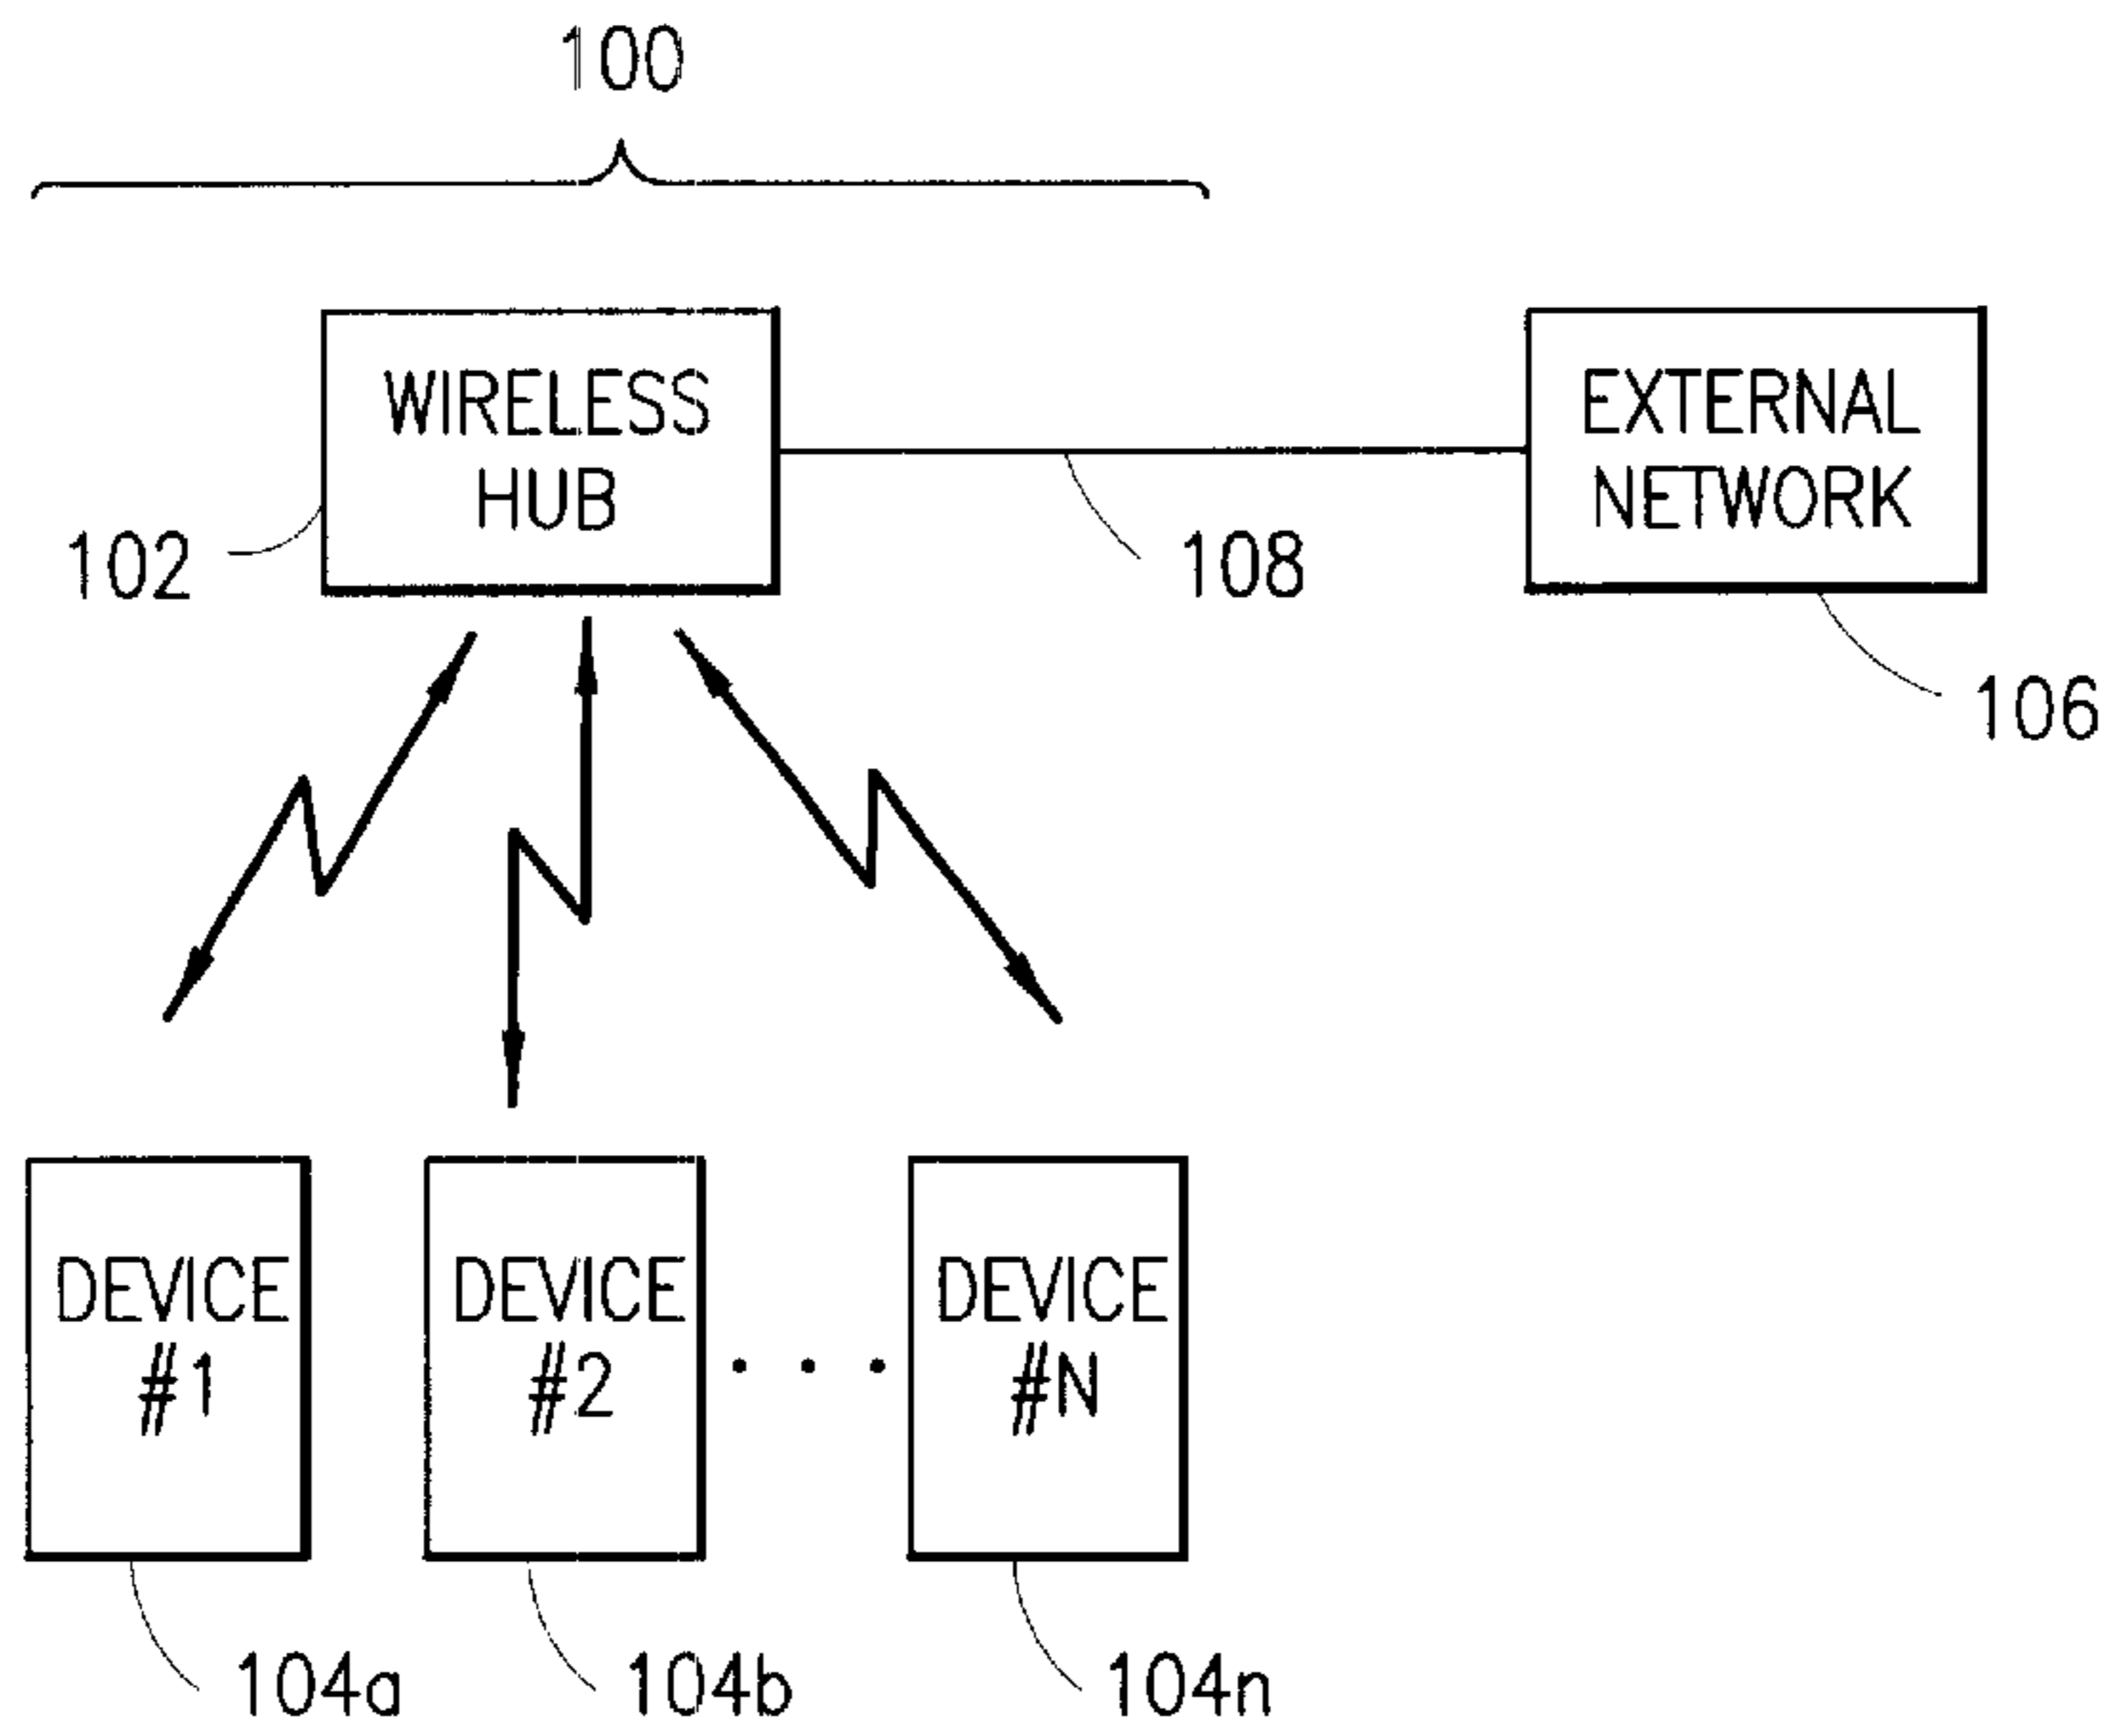 100
WIRELESS
HUB
EXTERNAL
NETWORK
102
108
106
DEVICE
#1
DEVICE
#2
. . .
DEVICE
#N
104a
104b
104n